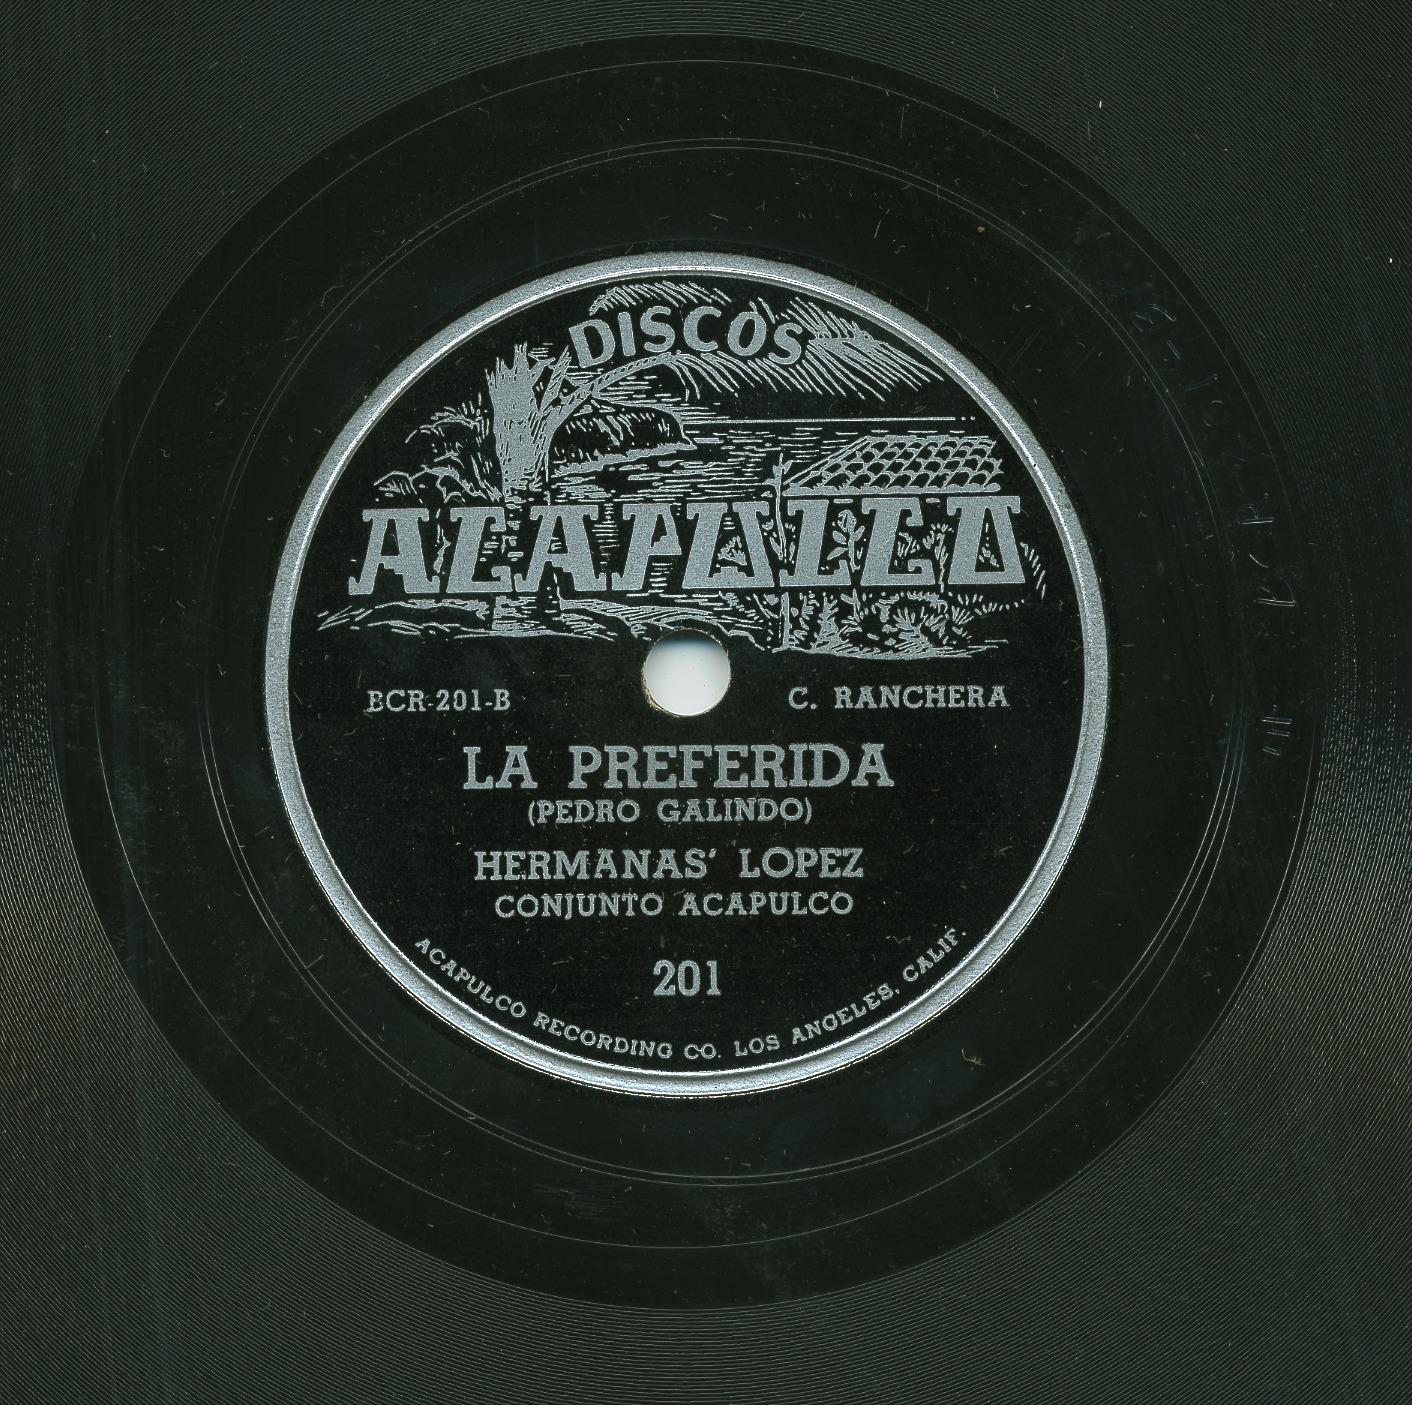 DISCOS
ACAPULCO
BCR-201-B
C. RANCHERA
LA PREFERIDA
(PEDRO GALINDO)
HERMANAS' LOPEZ
CONJUNTO ACAPULCO
201
ACAPULCO RECORDING CO. LOS ANGELES, CALIF.